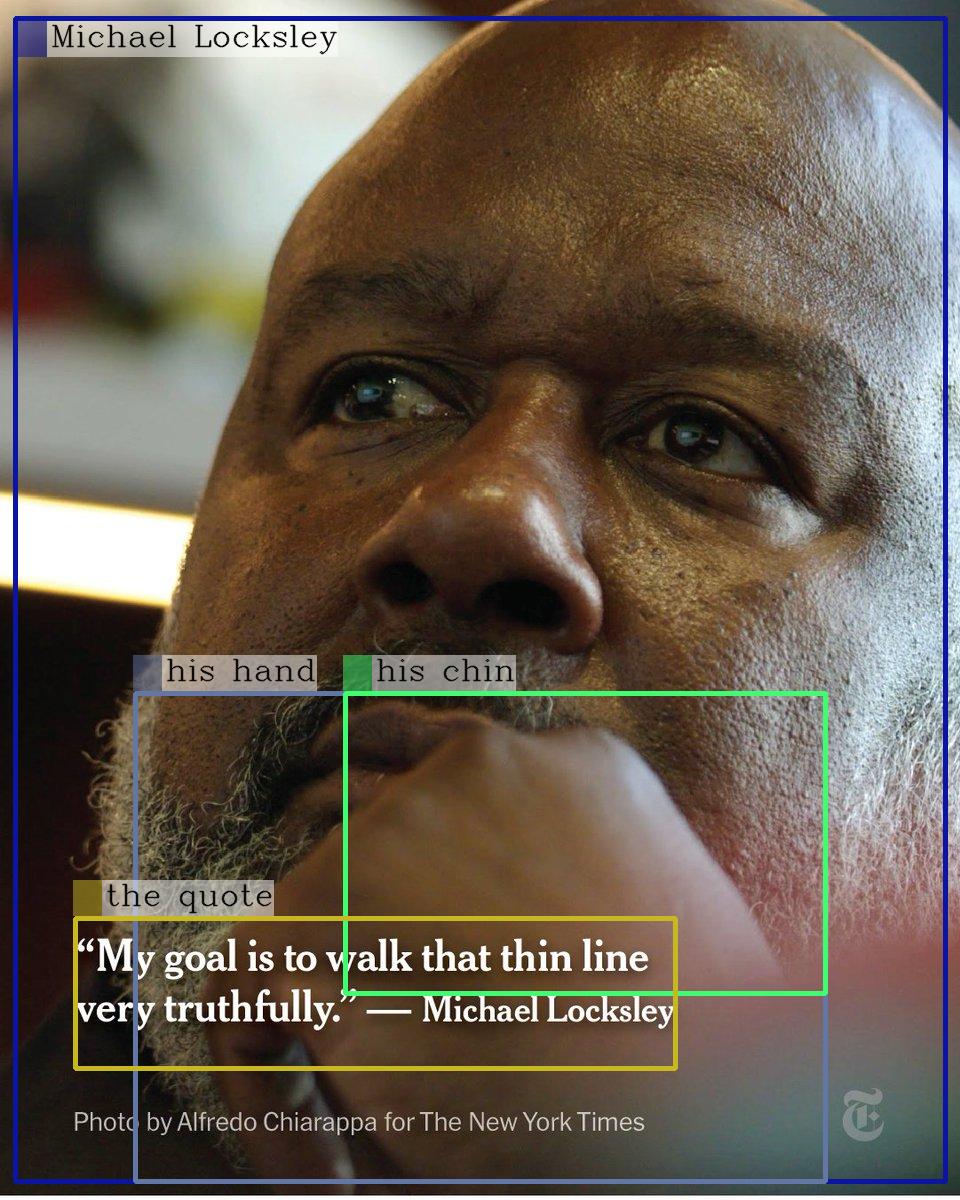 Michael Locksley
his hand
his chin
the quote
“My goal is to walk that thin line
very truthfully.” — Michael Locksley
Photo by Alfredo Chiarappa for The New York Times
T